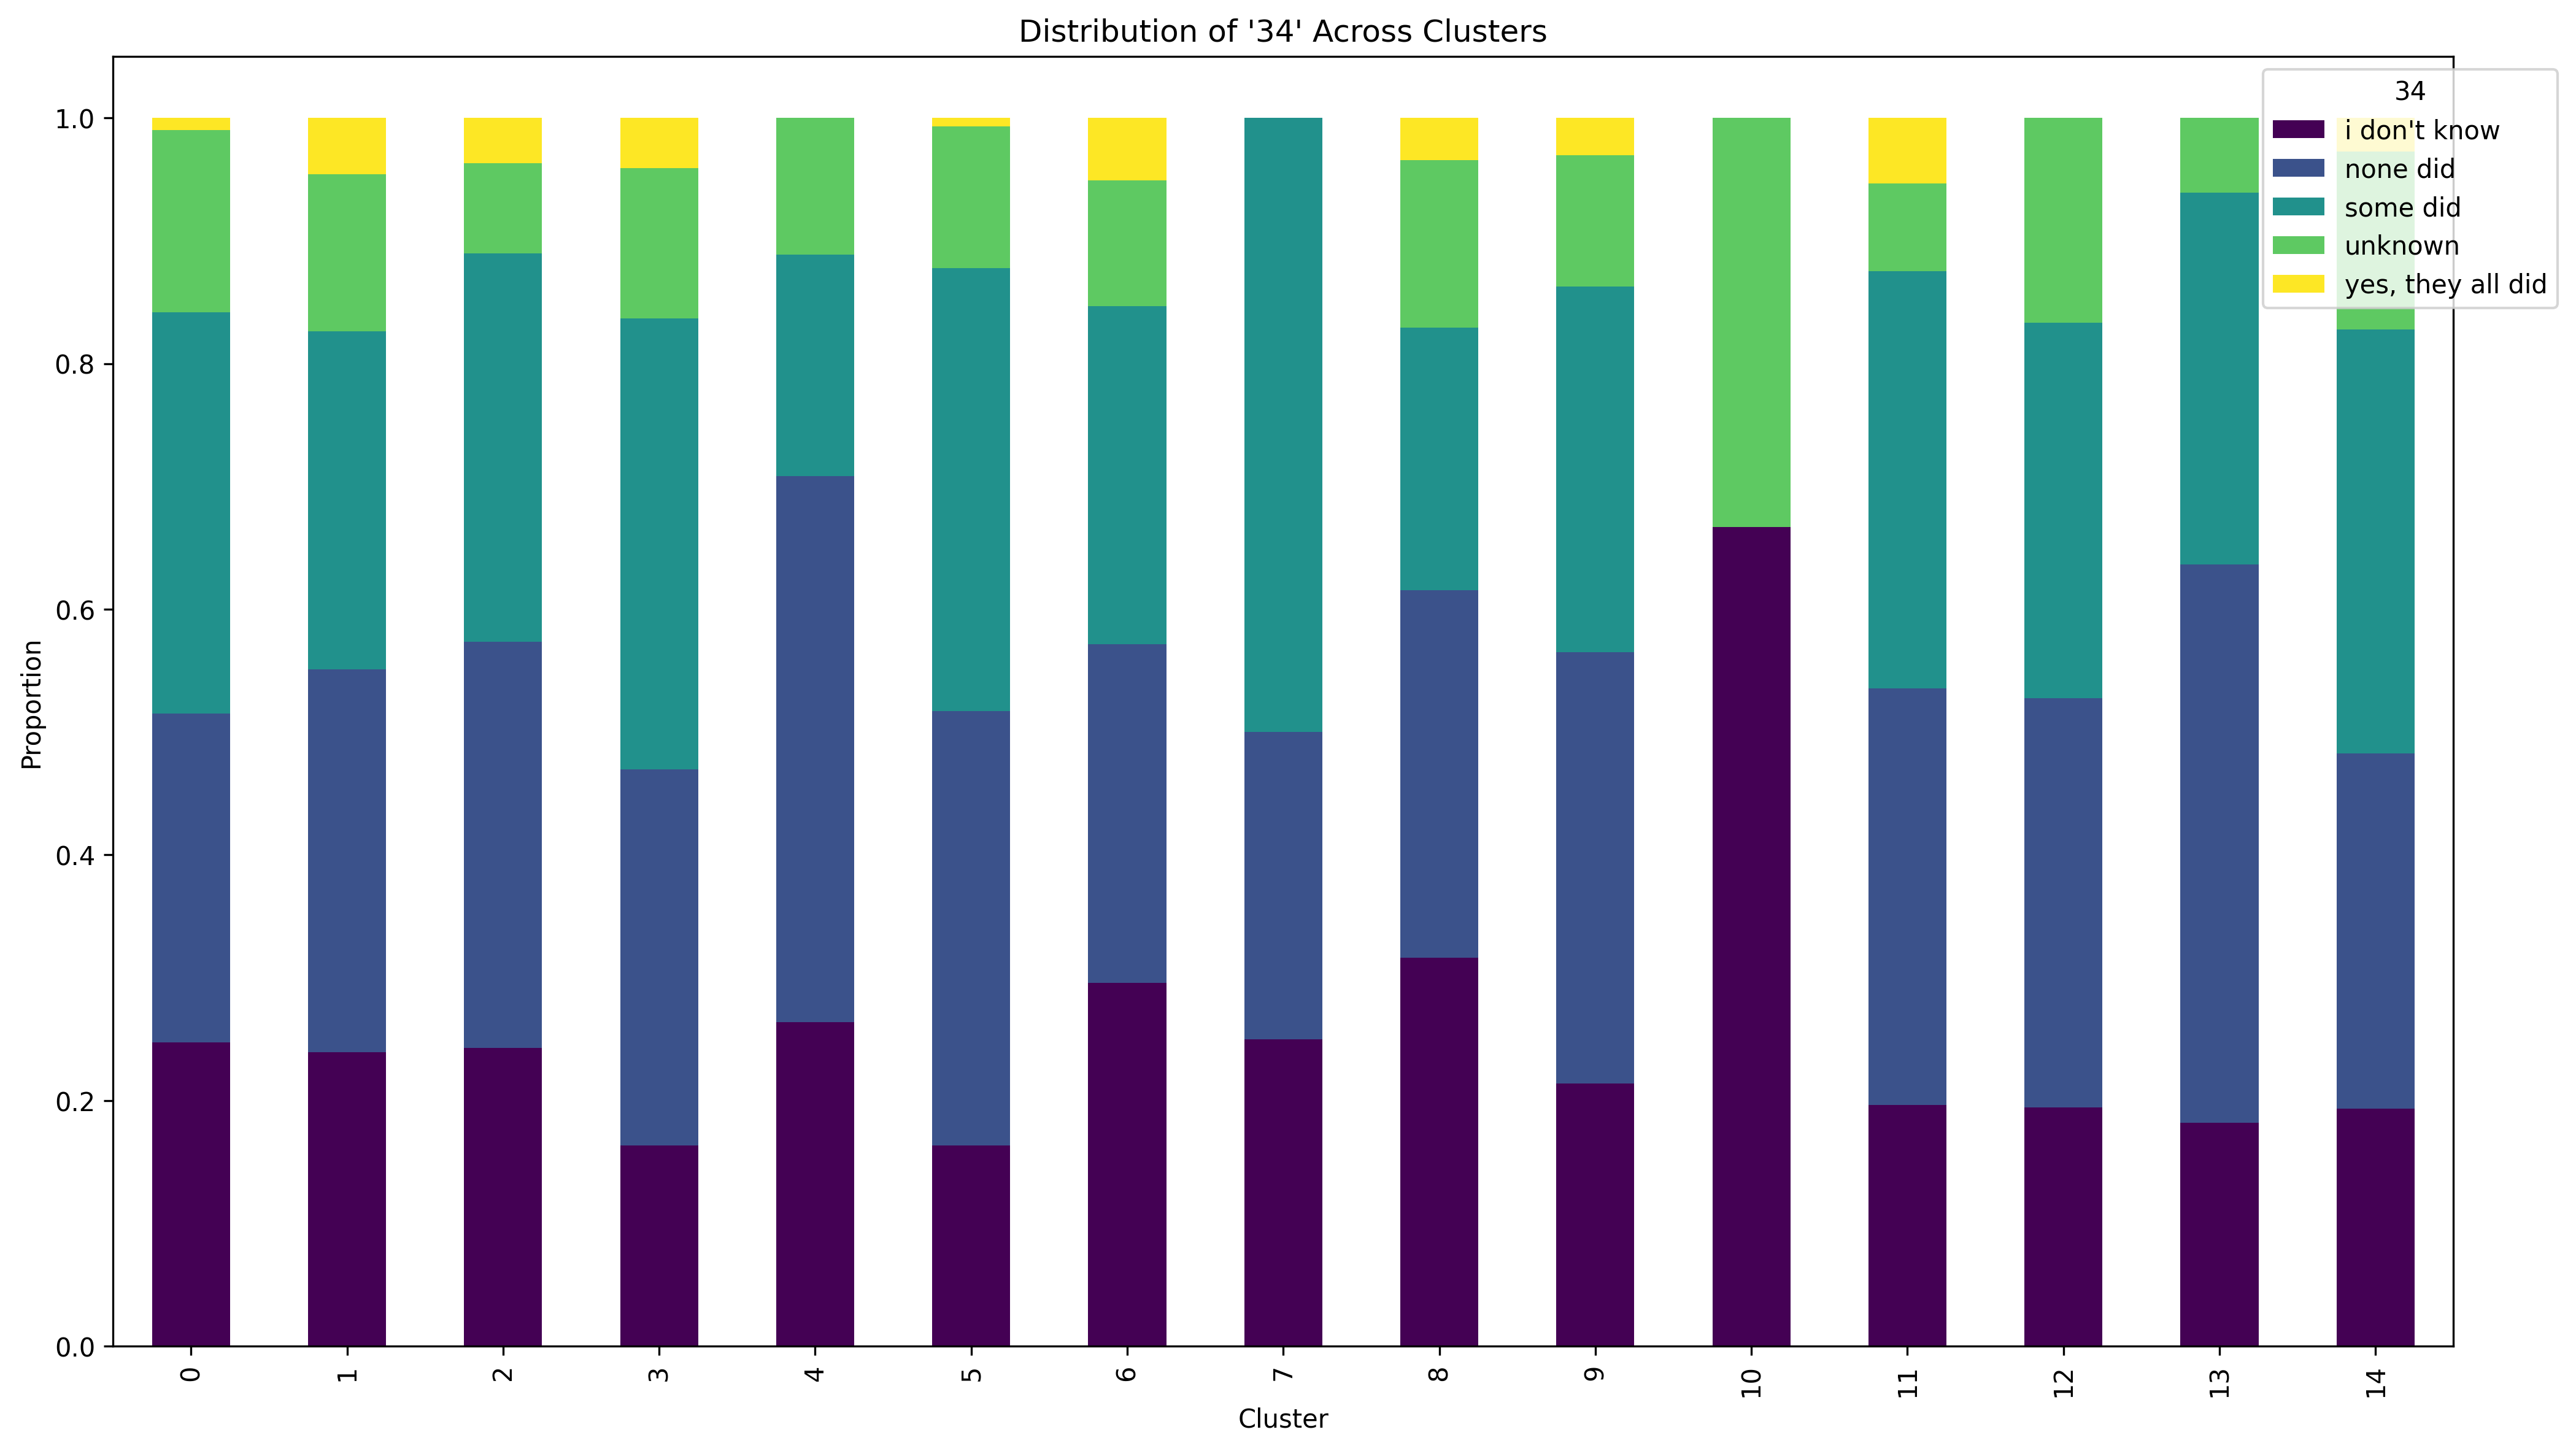 Distribution of '34' Across Clusters
34
i don't know
none did
some did
unknown
yes, they all did
1.0
0.8
0.6
0.4
0.2
0.0
Proportion
0 1 2 3 4 5 6 7 8 9 10 11 12 13 14
Cluster